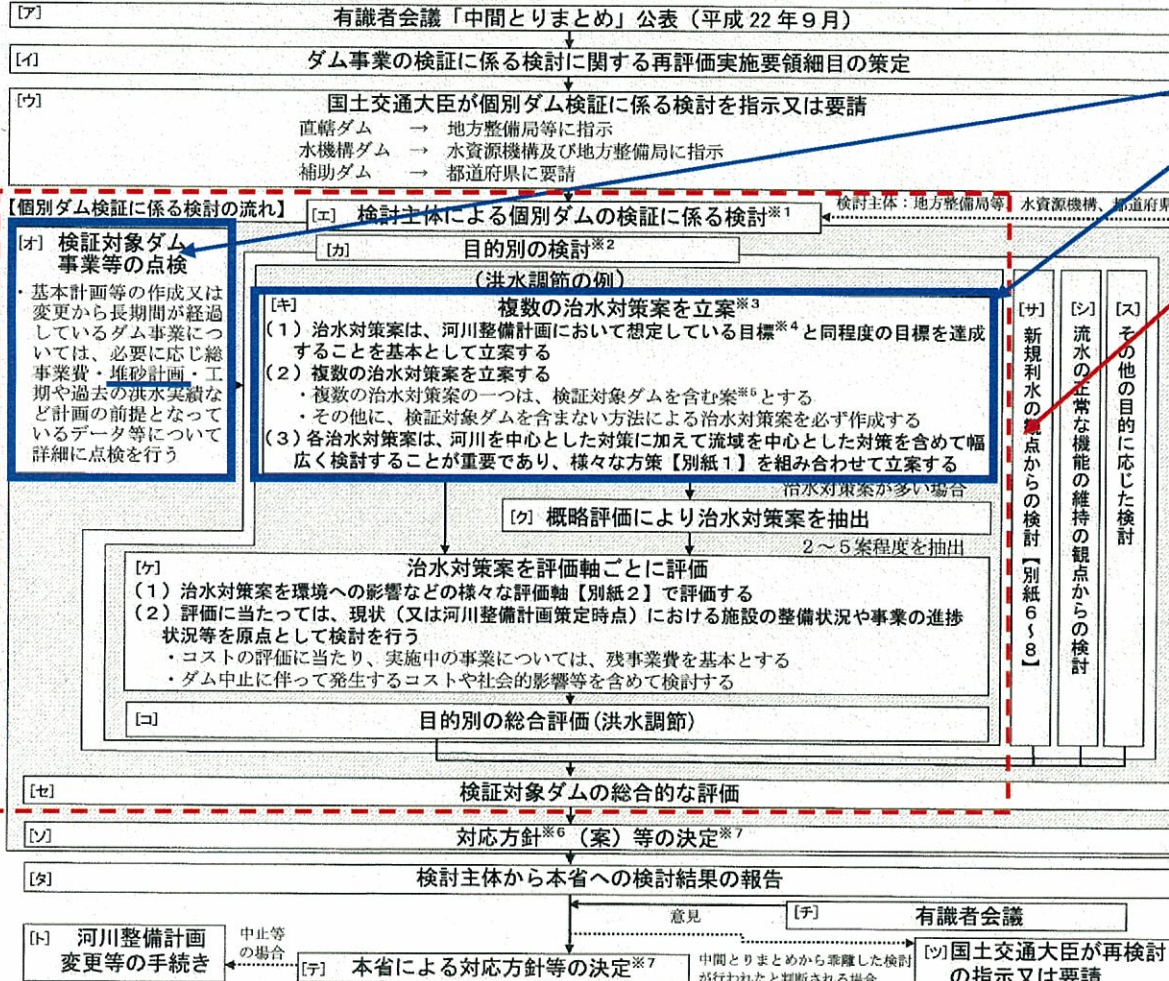 [ア] 有識者会議「中間とりまとめ」公表（平成22年9月）
[イ] ダム事業の検証に係る検討に関する再評価実施要領細目の策定
[ウ] 国土交通大臣が個別ダム検証に係る検討を指示又は要請
直轄ダム → 地方整備局等に指示
水機構ダム → 水資源機構及び地方整備局に指示
補助ダム → 都道府県に要請
【個別ダム検証に係る検討の流れ】
[エ] 検討主体による個別ダムの検証に係る検討※1
検討主体：地方整備局等 水資源機構、都道府県
[オ] 検証対象ダム
事業等の点検
・基本計画等の作成又は
変更から長期間が経過
しているダム事業につ
いては、必要に応じ総
事業費・堆砂計画・工
期や過去の洪水実績な
ど計画の前提となって
いるデータ等について
詳細に点検を行う
[カ] 目的別の検討※2
(洪水調節の例)
[キ] 複数の治水対策案を立案※3
(1) 治水対策案は、河川整備計画において想定している目標※4と同程度の目標を達成
することを基本として立案する
(2) 複数の治水対策案を立案する
・複数の治水対策案の一つは、検証対象ダムを含む案※5とする
・その他に、検証対象ダムを含まない方法による治水対策案を必ず作成する
(3) 各治水対策案は、河川を中心とした対策に加えて流域を中心とした対策を含めて幅
広く検討することが重要であり、様々な方策【別紙1】を組み合わせて立案する
治水対策案が多い場合
[ク] 概略評価により治水対策案を抽出
2～5案程度を抽出
[ケ] 治水対策案を評価軸ごとに評価
(1) 治水対策案を環境への影響などの様々な評価軸【別紙2】で評価する
(2) 評価に当たっては、現状（又は河川整備計画策定時点）における施設の整備状況や事業の進捗
状況等を原点として検討を行う
・コストの評価に当たり、実施中の事業については、残事業費を基本とする
・ダム中止に伴って発生するコストや社会的影響等を含めて検討する
[コ] 目的別の総合評価(洪水調節)
[サ] 新規利水の観点からの検討【別紙6～8】
[シ] 流水の正常な機能の維持の観点からの検討
[ス] その他の目的に応じた検討
[セ] 検証対象ダムの総合的な評価
[ソ] 対応方針※6（案）等の決定※7
[タ] 検討主体から本省への検討結果の報告
意見
[チ] 有識者会議
[ト] 河川整備計画
変更等の手続き
中止等
の場合
[テ] 本省による対応方針等の決定※7
中間とりまとめから乖離した検討
が行われたと判断される場合
[ツ] 国土交通大臣が再検討
の指示又は要請